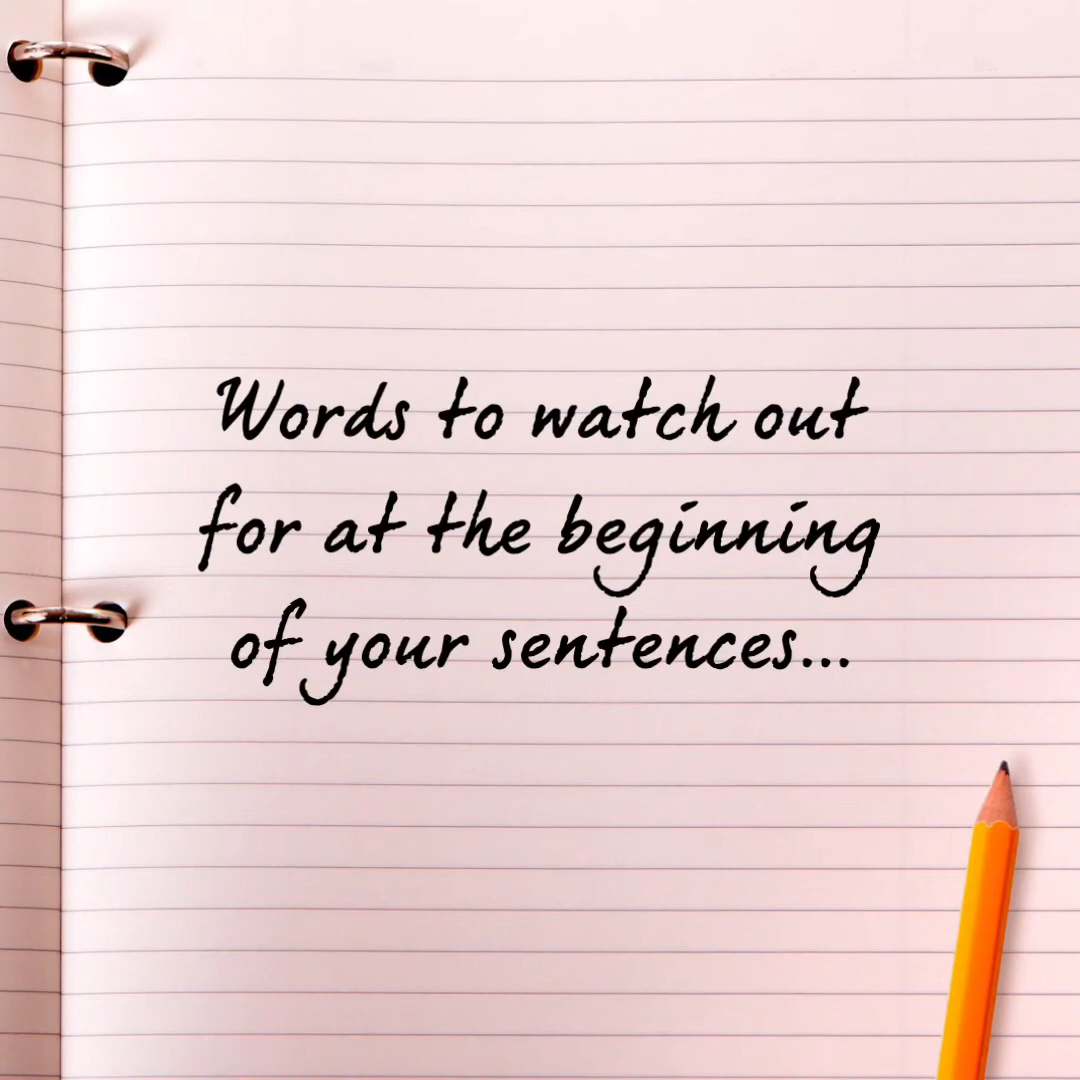 Words to watch out
for at the beginning
of your sentences...